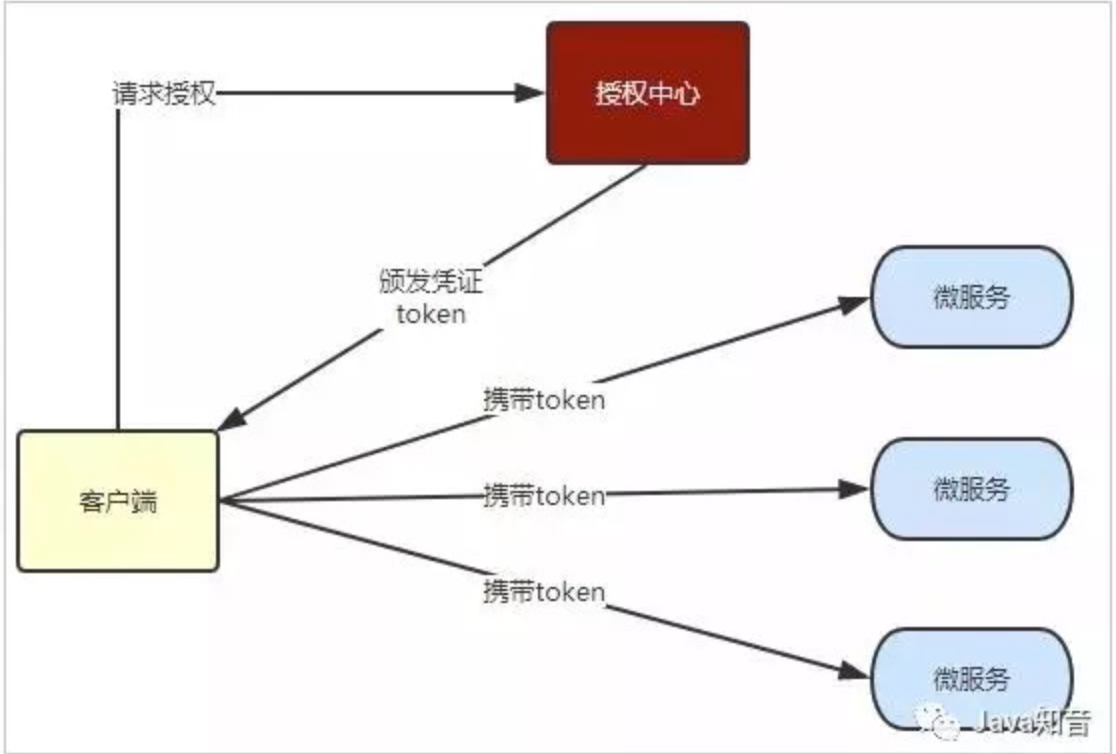 请求授权
授权中心
颁发凭证
token
微服务
携带token
客户端
携带token
微服务
携带token
微服务
Java知音